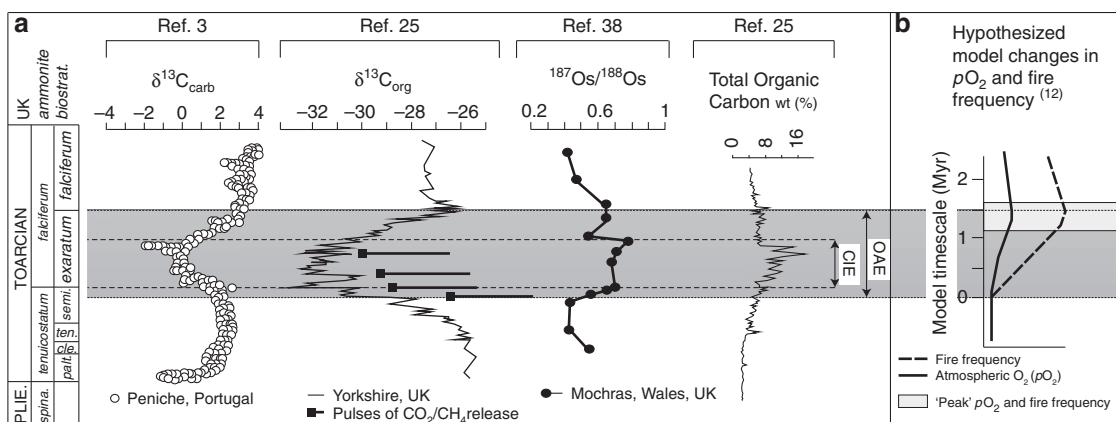 a
Ref. 3
Ref. 25
Ref. 38
Ref. 25
UK
ammonite
biostrat.
δ13Ccarb
−4 −2 0 2 4
δ13Corg
−32 −30 −28 −26
187Os/188Os
0.2 0.6 1
Total Organic
Carbon wt (%)
0 8 16
TOARCIAN
PLIE.
falciferum
tenuicostatum
spina.
falciferum
exaratum
semi.
ten.
cle.
palt.
CIE
OAE
Peniche, Portugal
Yorkshire, UK
Pulses of CO2/CH4 release
Mochras, Wales, UK
b
Hypothesized
model changes in
pO2 and fire
frequency (12)
Model timescale (Myr)
2
1
0
Fire frequency
Atmospheric O2 (pO2)
‘Peak’ pO2 and fire frequency